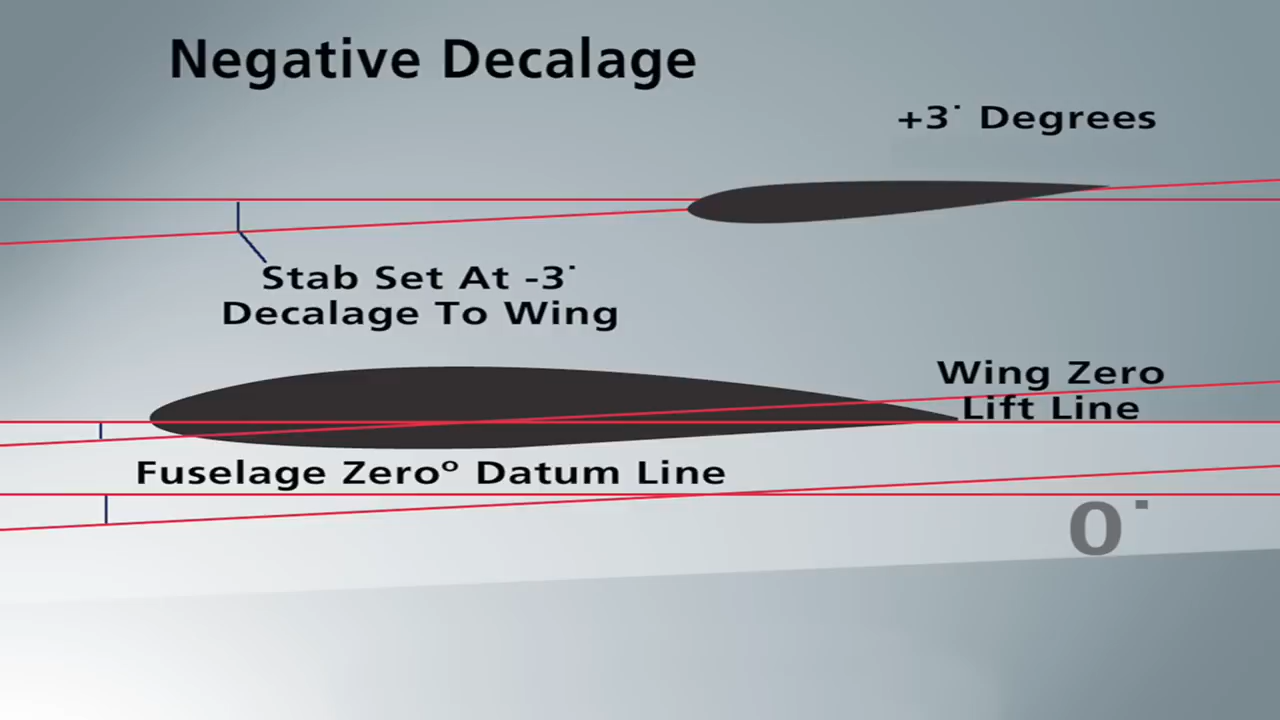 Negative Decalage
+3˙ Degrees
Stab Set At -3˙
Decalage To Wing
Wing Zero
Lift Line
Fuselage Zeroº Datum Line
0˙